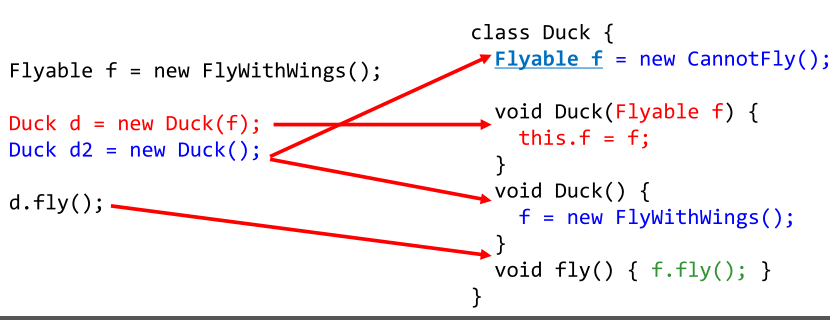 Flyable f = new FlyWithWings();
Duck d = new Duck(f);
Duck d2 = new Duck();
d.fly();
class Duck {
Flyable f = new CannotFly();
void Duck(Flyable f) {
this.f = f;
}
void Duck() {
f = new FlyWithWings();
}
void fly() { f.fly(); }
}